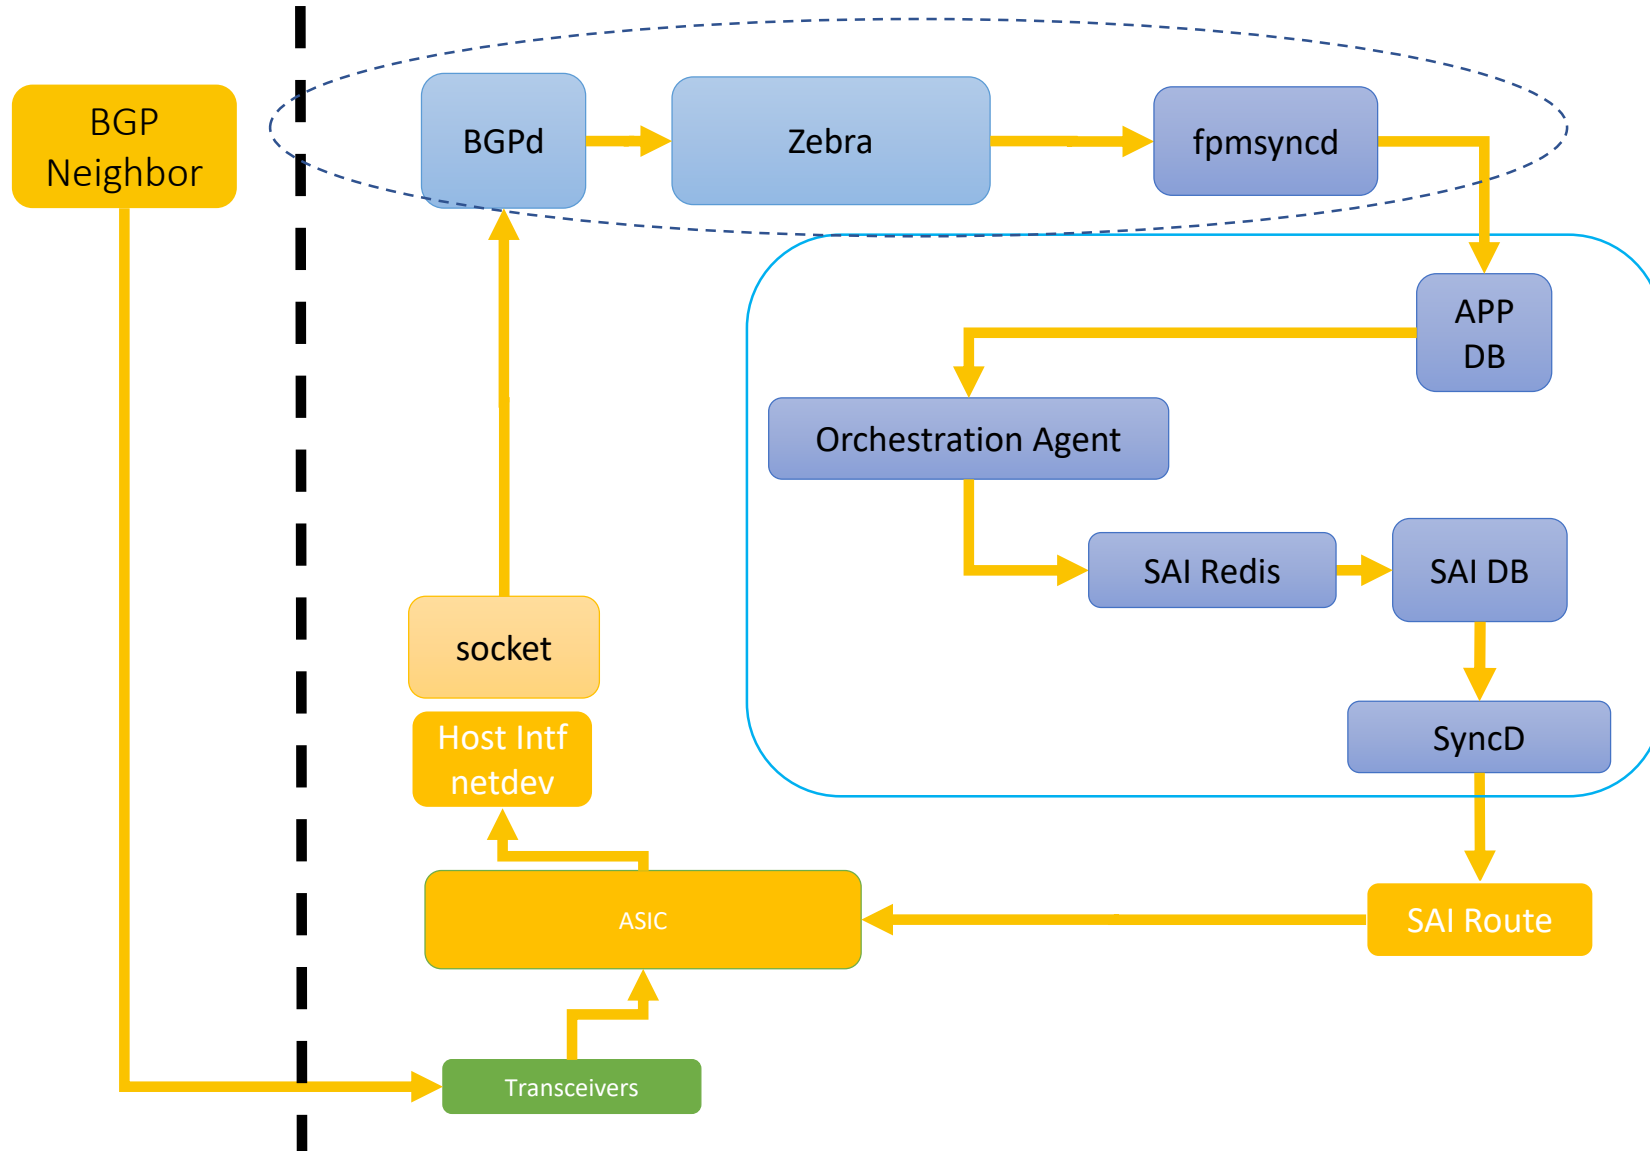 BGP
Neighbor
BGPd
Zebra
fpmsyncd
APP
DB
Orchestration Agent
SAI Redis
SAI DB
socket
SyncD
Host Intf
netdev
ASIC
SAI Route
Transceivers